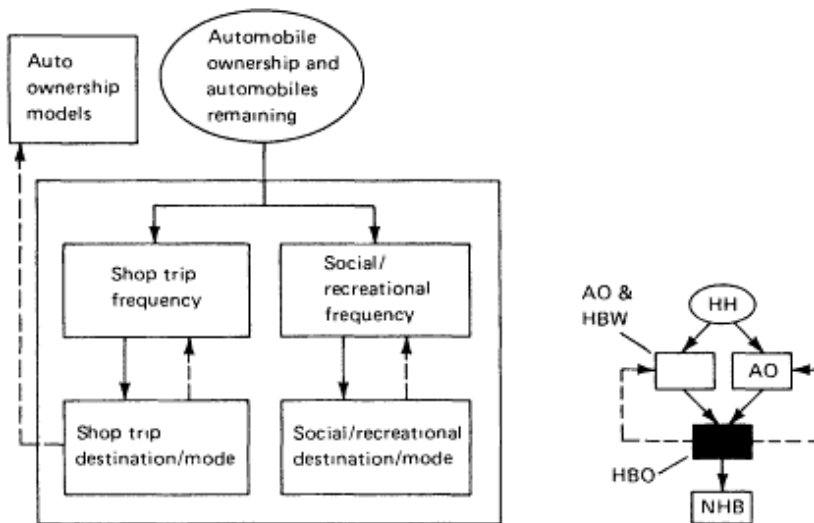 Auto
ownership
models
Automobile
ownership and
automobiles
remaining
Shop trip
frequency
Social/
recreational
frequency
Shop trip
destination/mode
Social/recreational
destination/mode
AO &
HBW
HH
AO
HBO
NHB